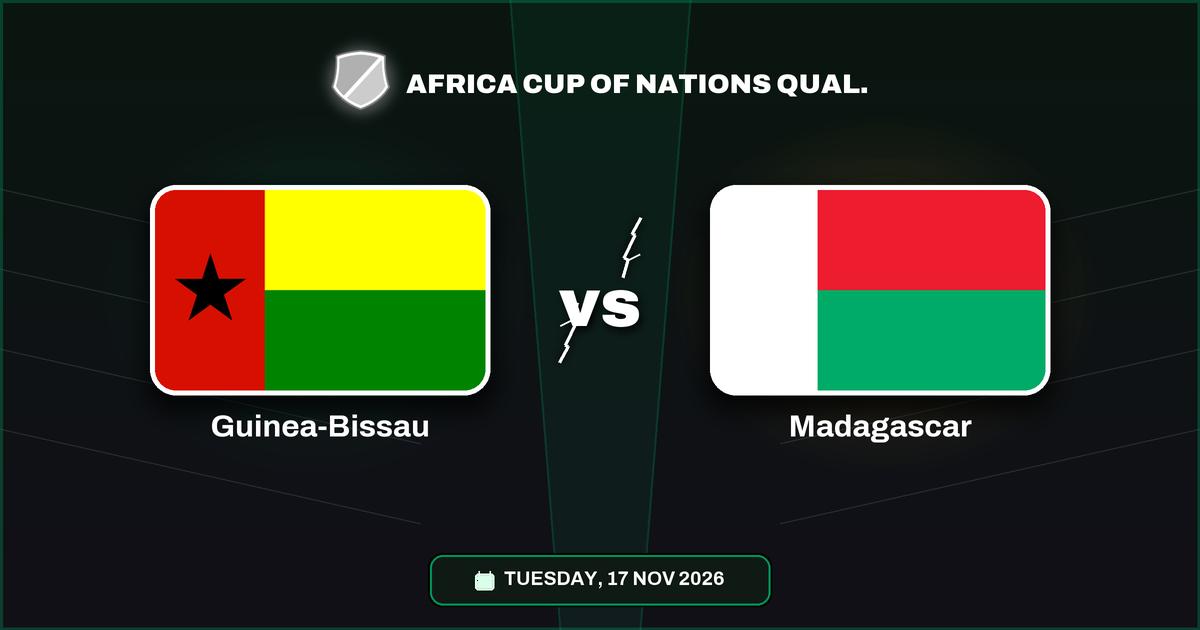 AFRICA CUP OF NATIONS QUAL.
VS
Guinea-Bissau
Madagascar
TUESDAY, 17 NOV 2026